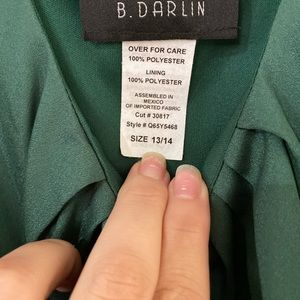 B. DARLIN
OVER FOR CARE
100% POLYESTER
LINING
100% POLYESTER
ASSEMBLED IN
MEXICO
OF IMPORTED FABRIC
Cut # 30817
Style # Q65Y5468
SIZE 13/14